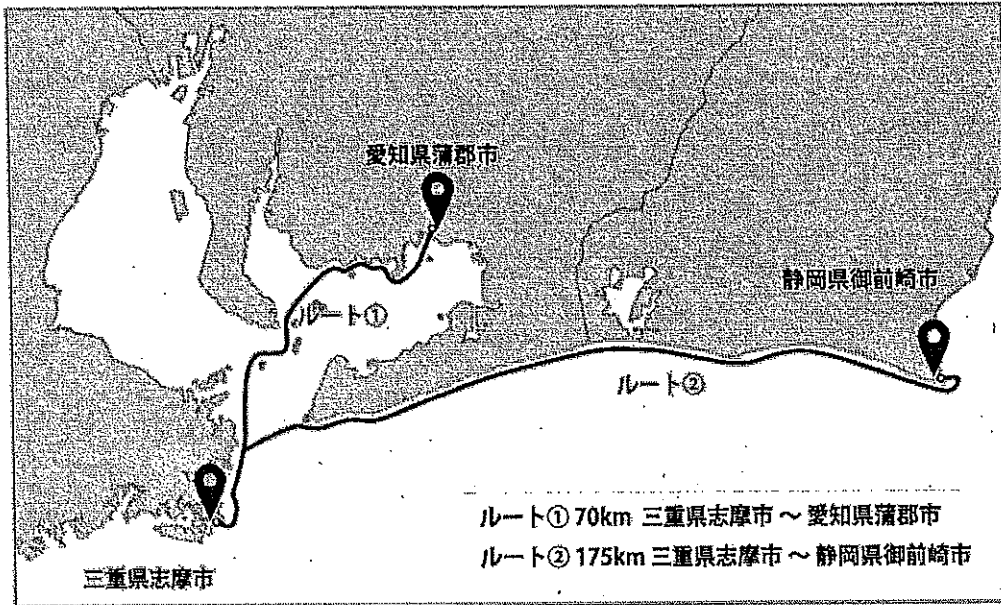 愛知県蒲郡市
静岡県御前崎市
ルート①
ルート②
ルート① 70km 三重県志摩市 ～ 愛知県蒲郡市
ルート② 175km 三重県志摩市 ～ 静岡県御前崎市
三重県志摩市